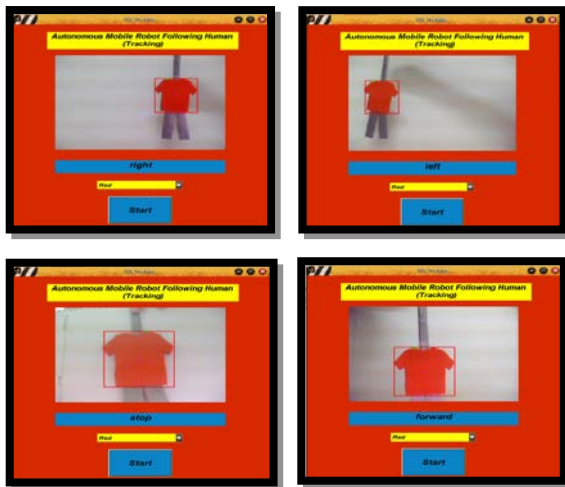 Autonomous Mobile Robot Following Human
(Tracking)
right
Red
Start
Autonomous Mobile Robot Following Human
(Tracking)
left
Red
Start
Autonomous Mobile Robot Following Human
(Tracking)
stop
Red
Start
Autonomous Mobile Robot Following Human
(Tracking)
forward
Red
Start